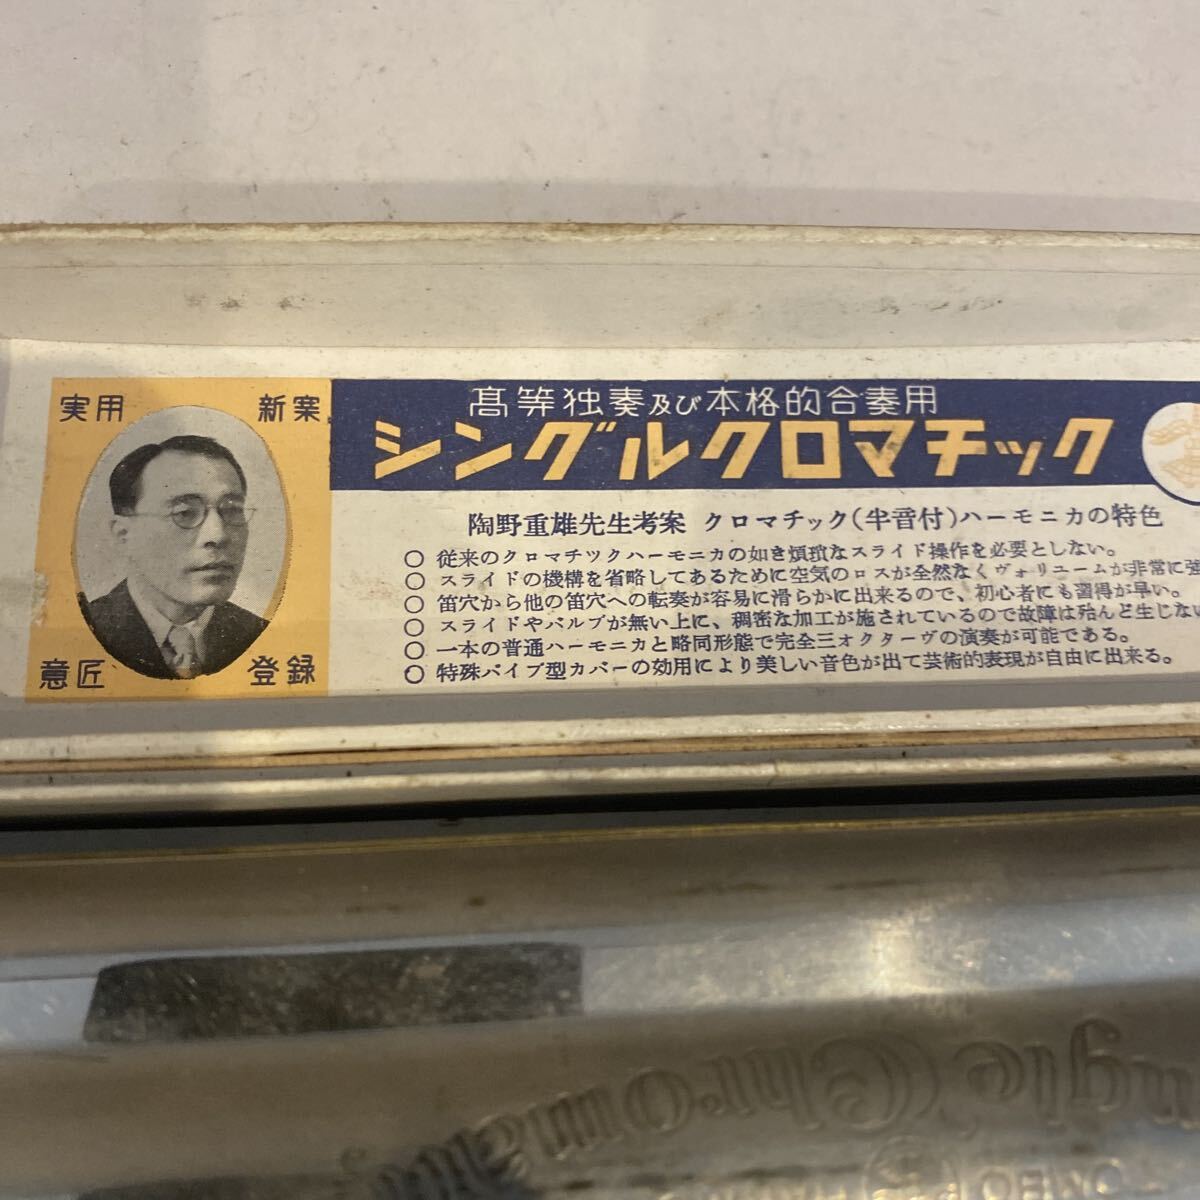 実用 新案
意匠 登録
高等独奏及び本格的合奏用
シングルクロマチック
陶野重雄先生考案 クロマチック(半音付)ハーモニカの特色
○ 従来のクロマチツクハーモニカの如き煩瑣なスライド操作を必要としない。
○ スライドの機構を省略してあるために空気のロスが全然なくヴォリユームが非常に強
○ 笛穴から他の笛穴への転奏が容易に滑らかに出来るので、初心者にも習得が早い。
○ スライドやバルブが無い上に、稠密な加工が施されているので故障は殆んど生じない
○ 一本の普通ハーモニカと略同形態で完全三オクターヴの演奏が可能である。
○ 特殊パイプ型カバーの効用により美しい音色が出て芸術的表現が自由に出来る。
ngle Chromatic